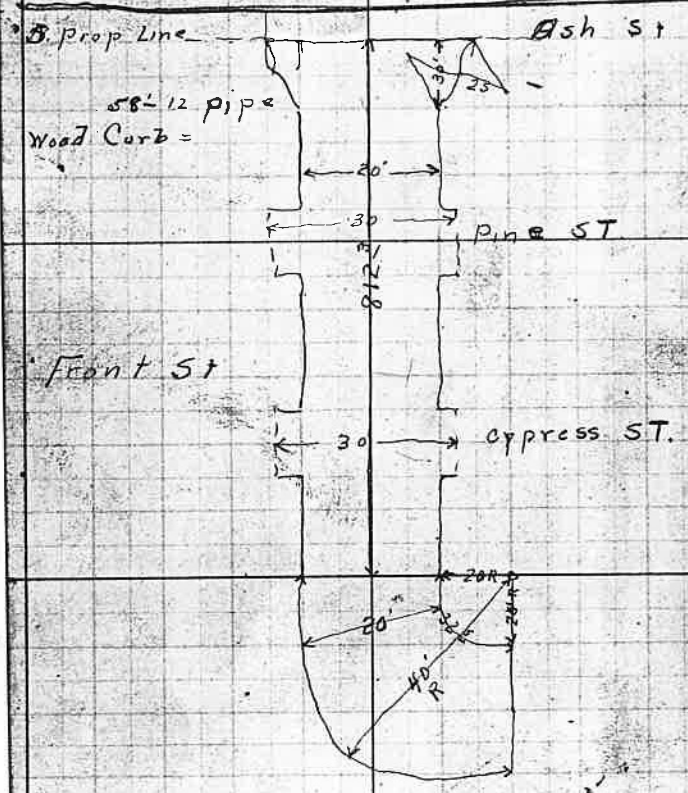 S. Prop Line
Ash St
30'
25
58'-12 pipe
Wood Curb =
20'
30
Pine ST.
812.3
Front St
30
cypress ST.
20R
20'R
20'
40'
R